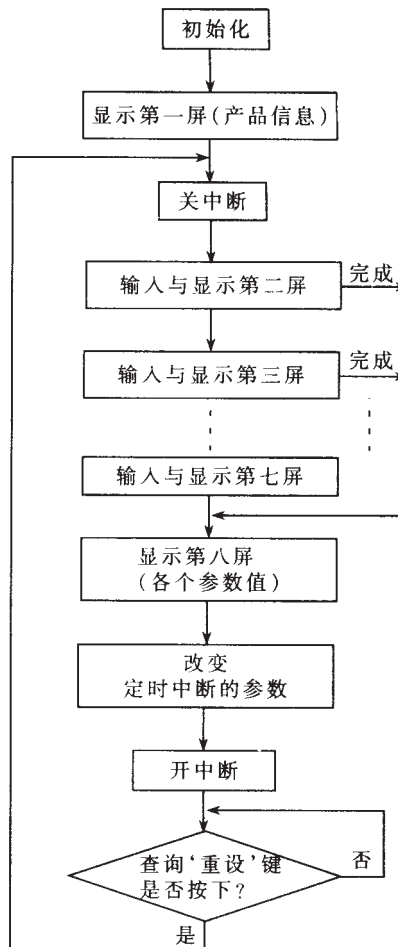 初始化
显示第一屏(产品信息)
关中断
输入与显示第二屏
完成
输入与显示第三屏
完成
输入与显示第七屏
显示第八屏
(各个参数值)
改变
定时中断的参数
开中断
查询‘重设’键
是否按下?
否
是